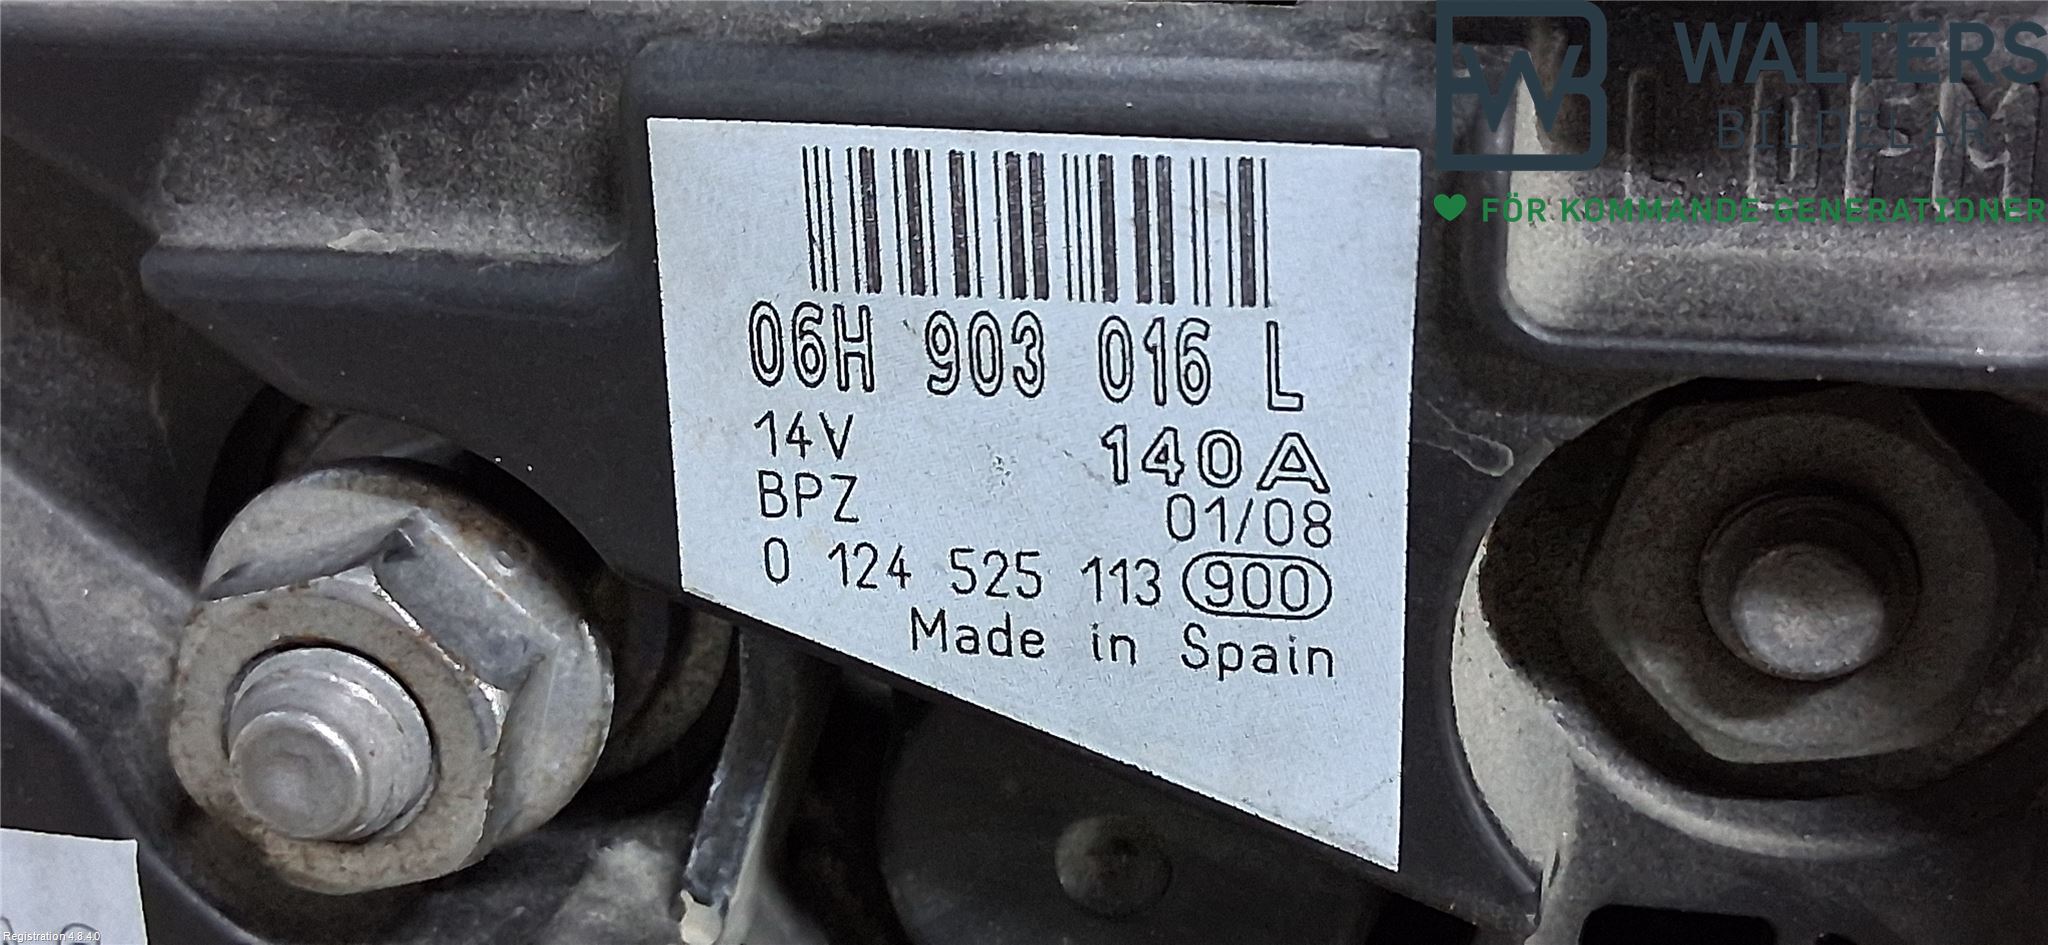 WALTERS
BILDELAR
FÖR KOMMANDE GENERATIONER
06H 903 016 L
14V 140A
BPZ 01/08
0 124 525 113 900
Made in Spain
Registration 4.8.4.0